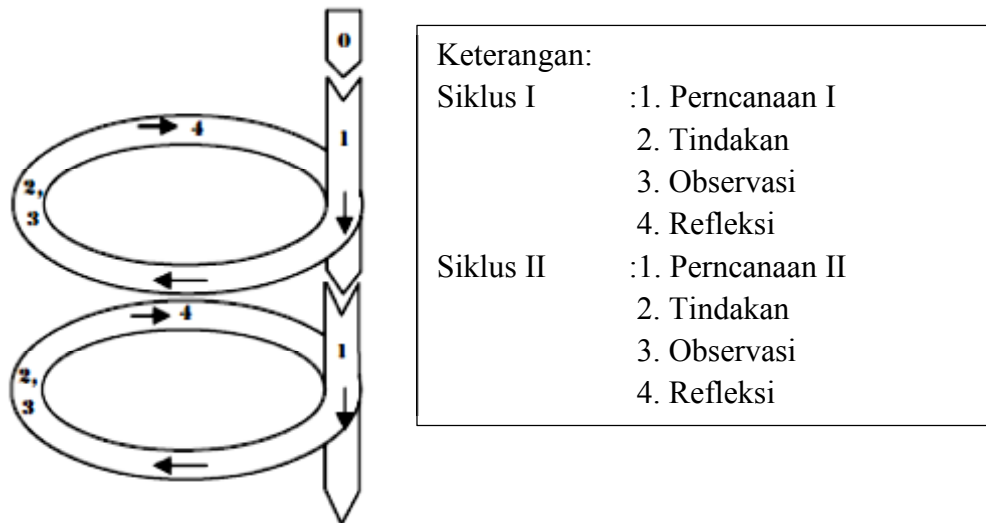 0
1
4
2,
3
4
1
2,
3
Keterangan:
Siklus I :1. Perncanaan I
2. Tindakan
3. Observasi
4. Refleksi
Siklus II :1. Perncanaan II
2. Tindakan
3. Observasi
4. Refleksi